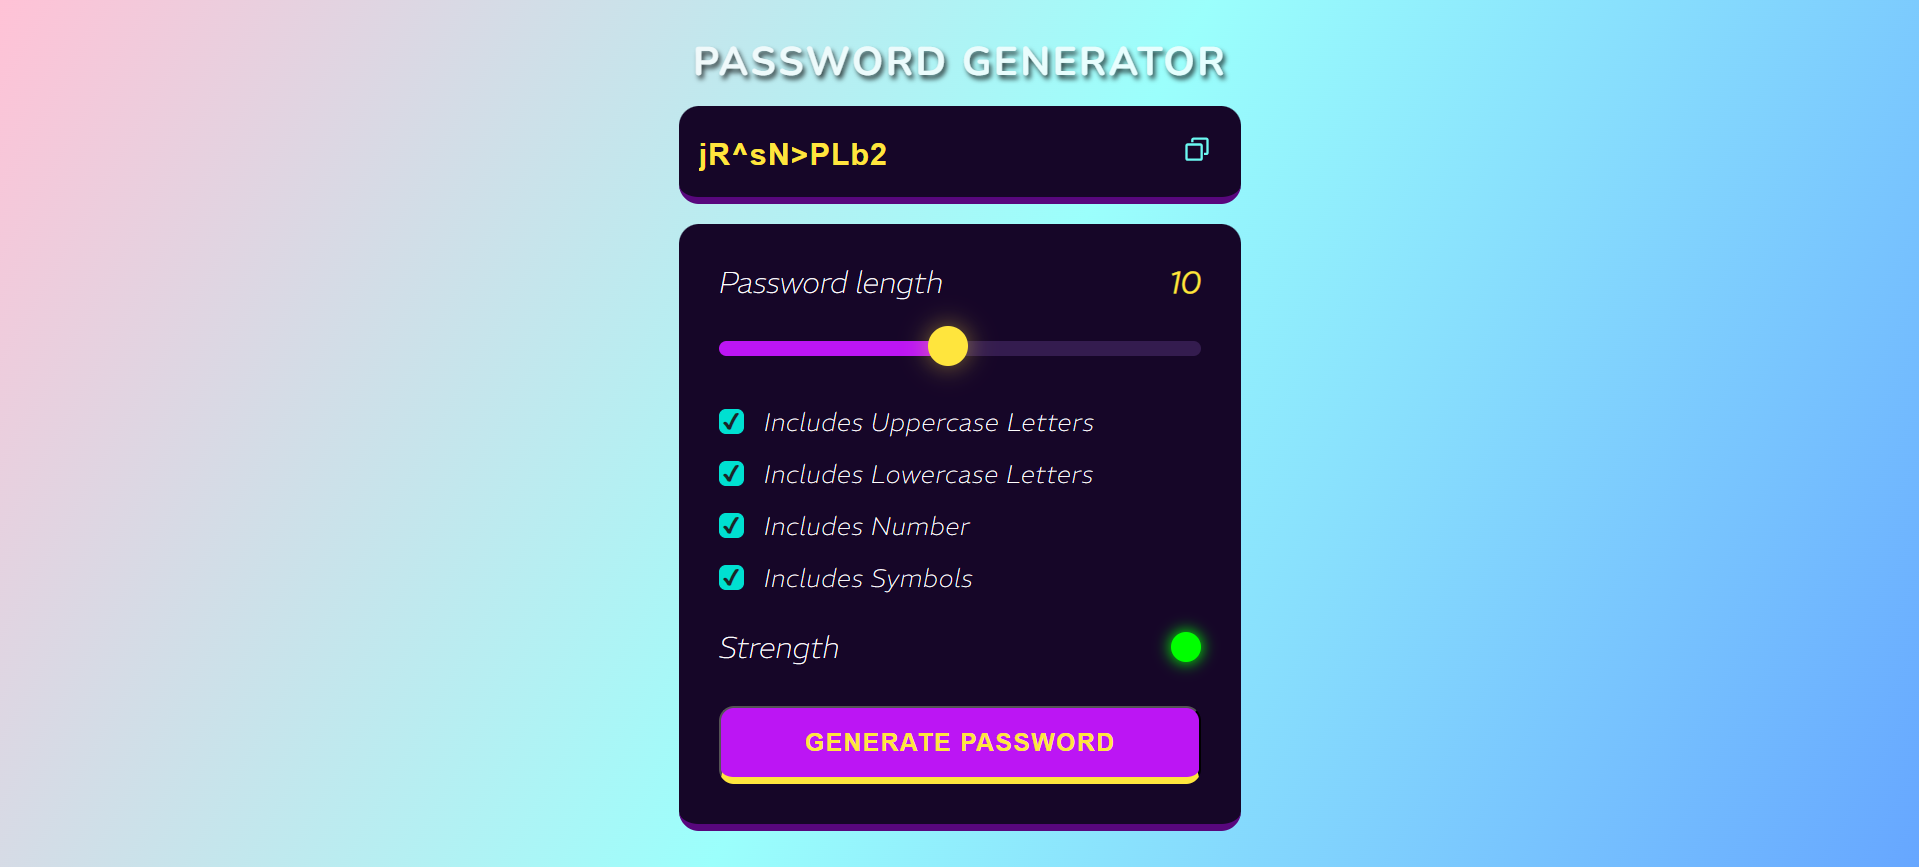 PASSWORD GENERATOR
jR^sN>PLb2
Password length 10
Includes Uppercase Letters
Includes Lowercase Letters
Includes Number
Includes Symbols
Strength
GENERATE PASSWORD